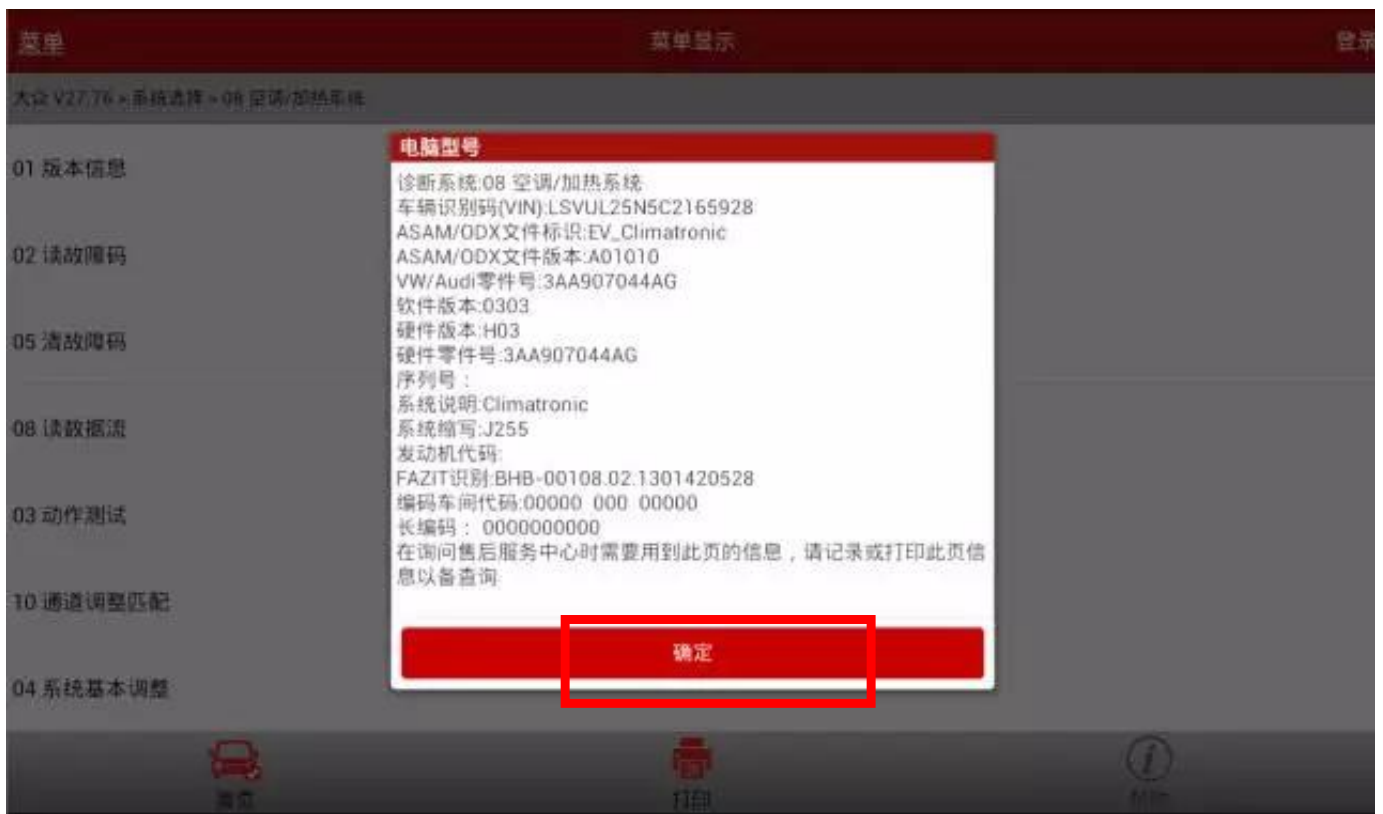 菜单
菜单显示
登录
大众 V27.76 > 系统选择 > 08 空调/加热系统
01 版本信息
02 读故障码
05 清故障码
08 读数据流
03 动作测试
10 通道调整匹配
04 系统基本调整
电脑型号
诊断系统:08 空调/加热系统
车辆识别码(VIN):LSVUL25N5C2165928
ASAM/ODX文件标识:EV_Climatronic
ASAM/ODX文件版本:A01010
VW/Audi零件号:3AA907044AG
软件版本:0303
硬件版本:H03
硬件零件号:3AA907044AG
序列号：
系统说明:Climatronic
系统缩写:J255
发动机代码:
FAZIT识别:BHB-00108.02.1301420528
编码车间代码:00000 000 00000
长编码： 0000000000
在询问售后服务中心时需要用到此页的信息，请记录或打印此页信
息以备查询
确定
打印